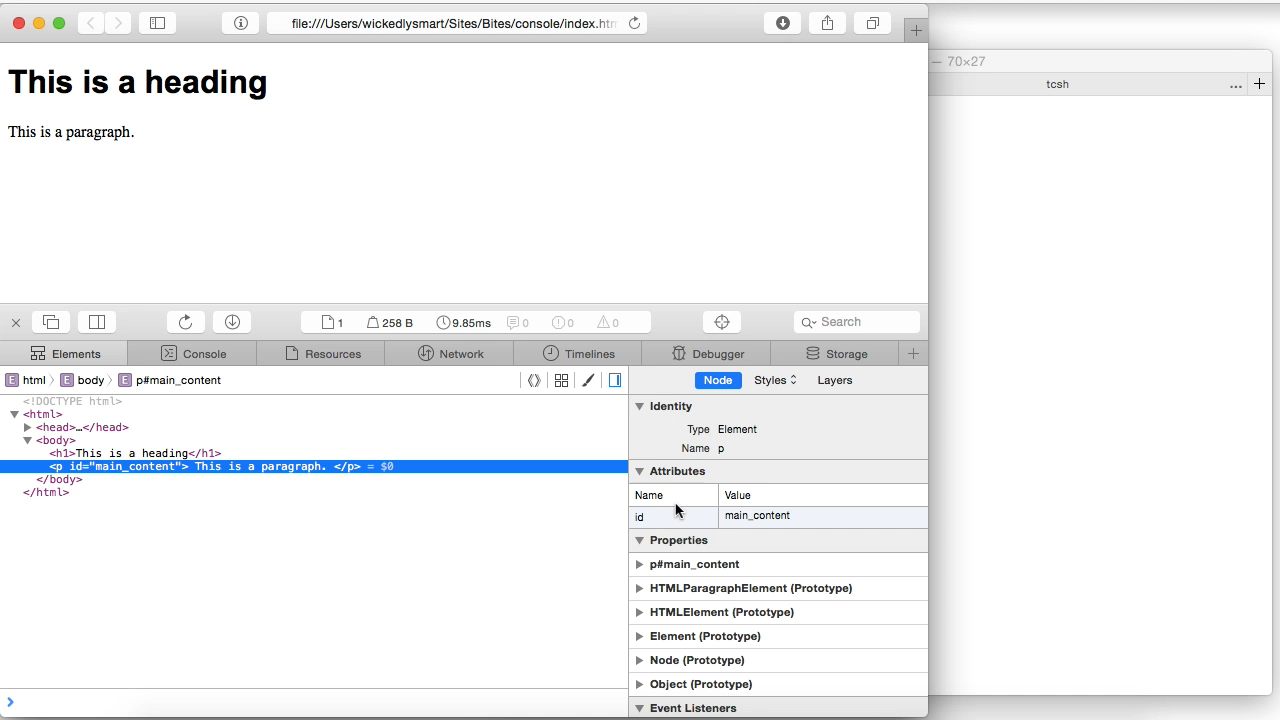 file:///Users/wickedlysmart/Sites/Bites/console/index.htm
This is a heading
This is a paragraph.
— 70×27
tcsh
...
1
258 B
9.85ms
0
0
0
Search
Elements
Console
Resources
Network
Timelines
Debugger
Storage
E html
E body
E p#main_content
Node
Styles
Layers
<!DOCTYPE html>
<html>
<head>…</head>
<body>
<h1>This is a heading</h1>
<p id="main_content"> This is a paragraph. </p> = $0
</body>
</html>
Identity
Type Element
Name p
Attributes
Name Value
id main_content
Properties
p#main_content
HTMLParagraphElement (Prototype)
HTMLElement (Prototype)
Element (Prototype)
Node (Prototype)
Object (Prototype)
Event Listeners